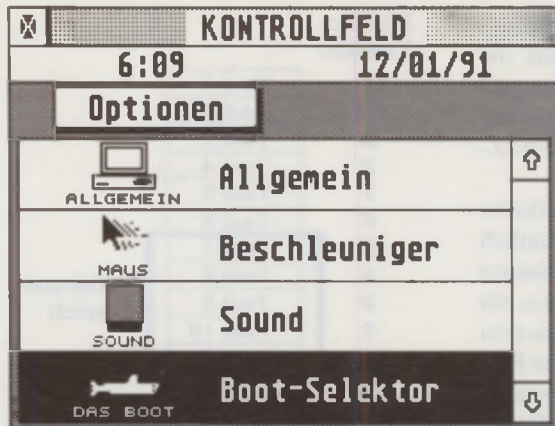 KONTROLLFELD
6:09 12/01/91
Optionen
ALLGEMEIN Allgemein
MAUS Beschleuniger
SOUND Sound
DAS BOOT Boot-Selektor